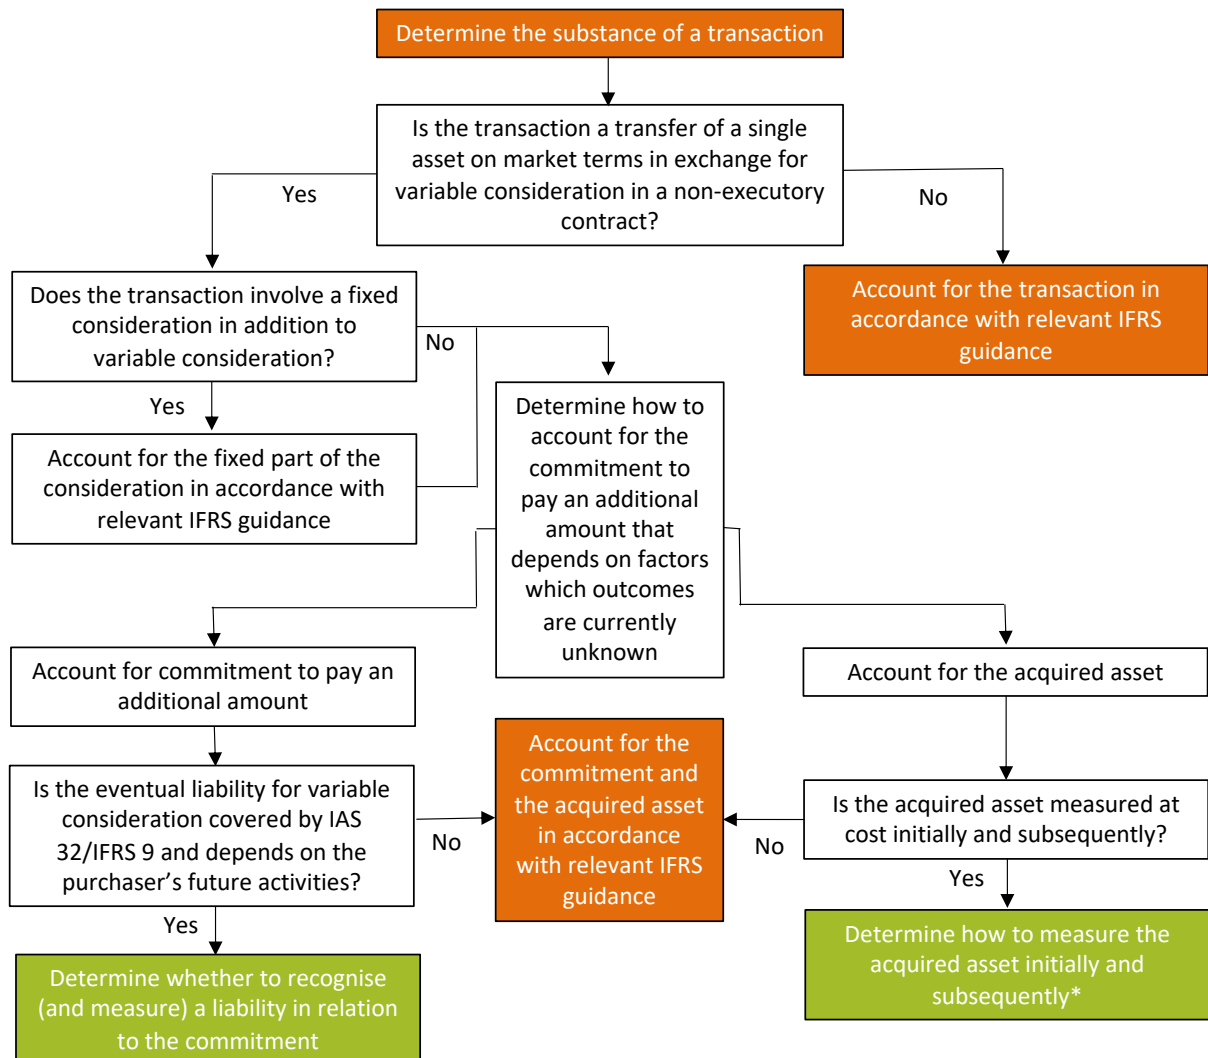 Determine the substance of a transaction
Is the transaction a transfer of a single
asset on market terms in exchange for
variable consideration in a non-executory
contract?
Yes
No
Does the transaction involve a fixed
consideration in addition to
variable consideration?
No
Account for the transaction in
accordance with relevant IFRS
guidance
Yes
Account for the fixed part of the
consideration in accordance with
relevant IFRS guidance
Determine how to
account for the
commitment to
pay an additional
amount that
depends on factors
which outcomes
are currently
unknown
Account for commitment to pay an
additional amount
Account for the acquired asset
Is the eventual liability for variable
consideration covered by IAS
32/IFRS 9 and depends on the
purchaser’s future activities?
No
Account for the
commitment and
the acquired asset
in accordance
with relevant IFRS
guidance
No
Is the acquired asset measured at
cost initially and subsequently?
Yes
Yes
Determine whether to recognise
(and measure) a liability in relation
to the commitment
Determine how to measure the
acquired asset initially and
subsequently*